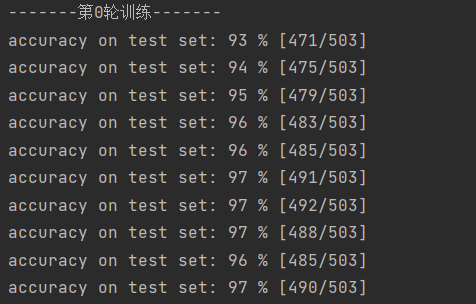 -------第0轮训练-------
accuracy on test set: 93 % [471/503]
accuracy on test set: 94 % [475/503]
accuracy on test set: 95 % [479/503]
accuracy on test set: 96 % [483/503]
accuracy on test set: 96 % [485/503]
accuracy on test set: 97 % [491/503]
accuracy on test set: 97 % [492/503]
accuracy on test set: 97 % [488/503]
accuracy on test set: 96 % [485/503]
accuracy on test set: 97 % [490/503]